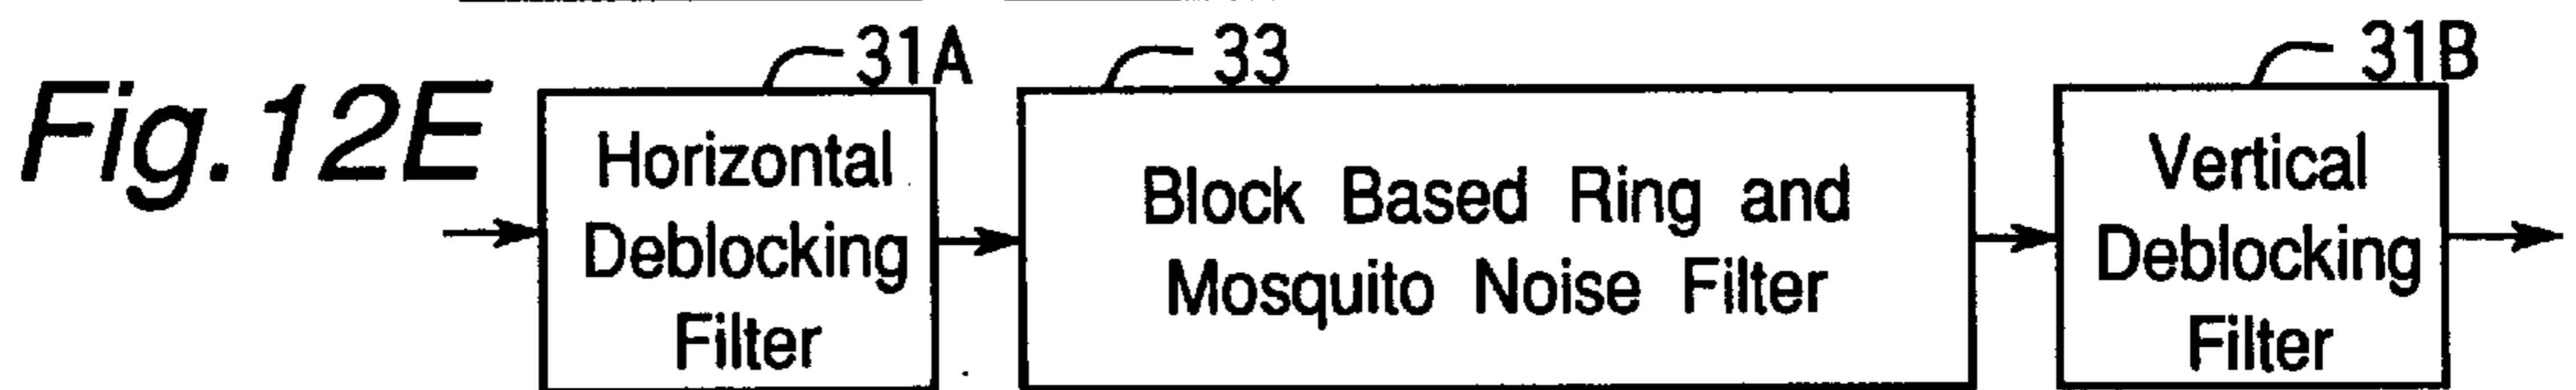 Fig.12E
31A
Horizontal
Deblocking
Filter
33
Block Based Ring and
Mosquito Noise Filter
31B
Vertical
Deblocking
Filter